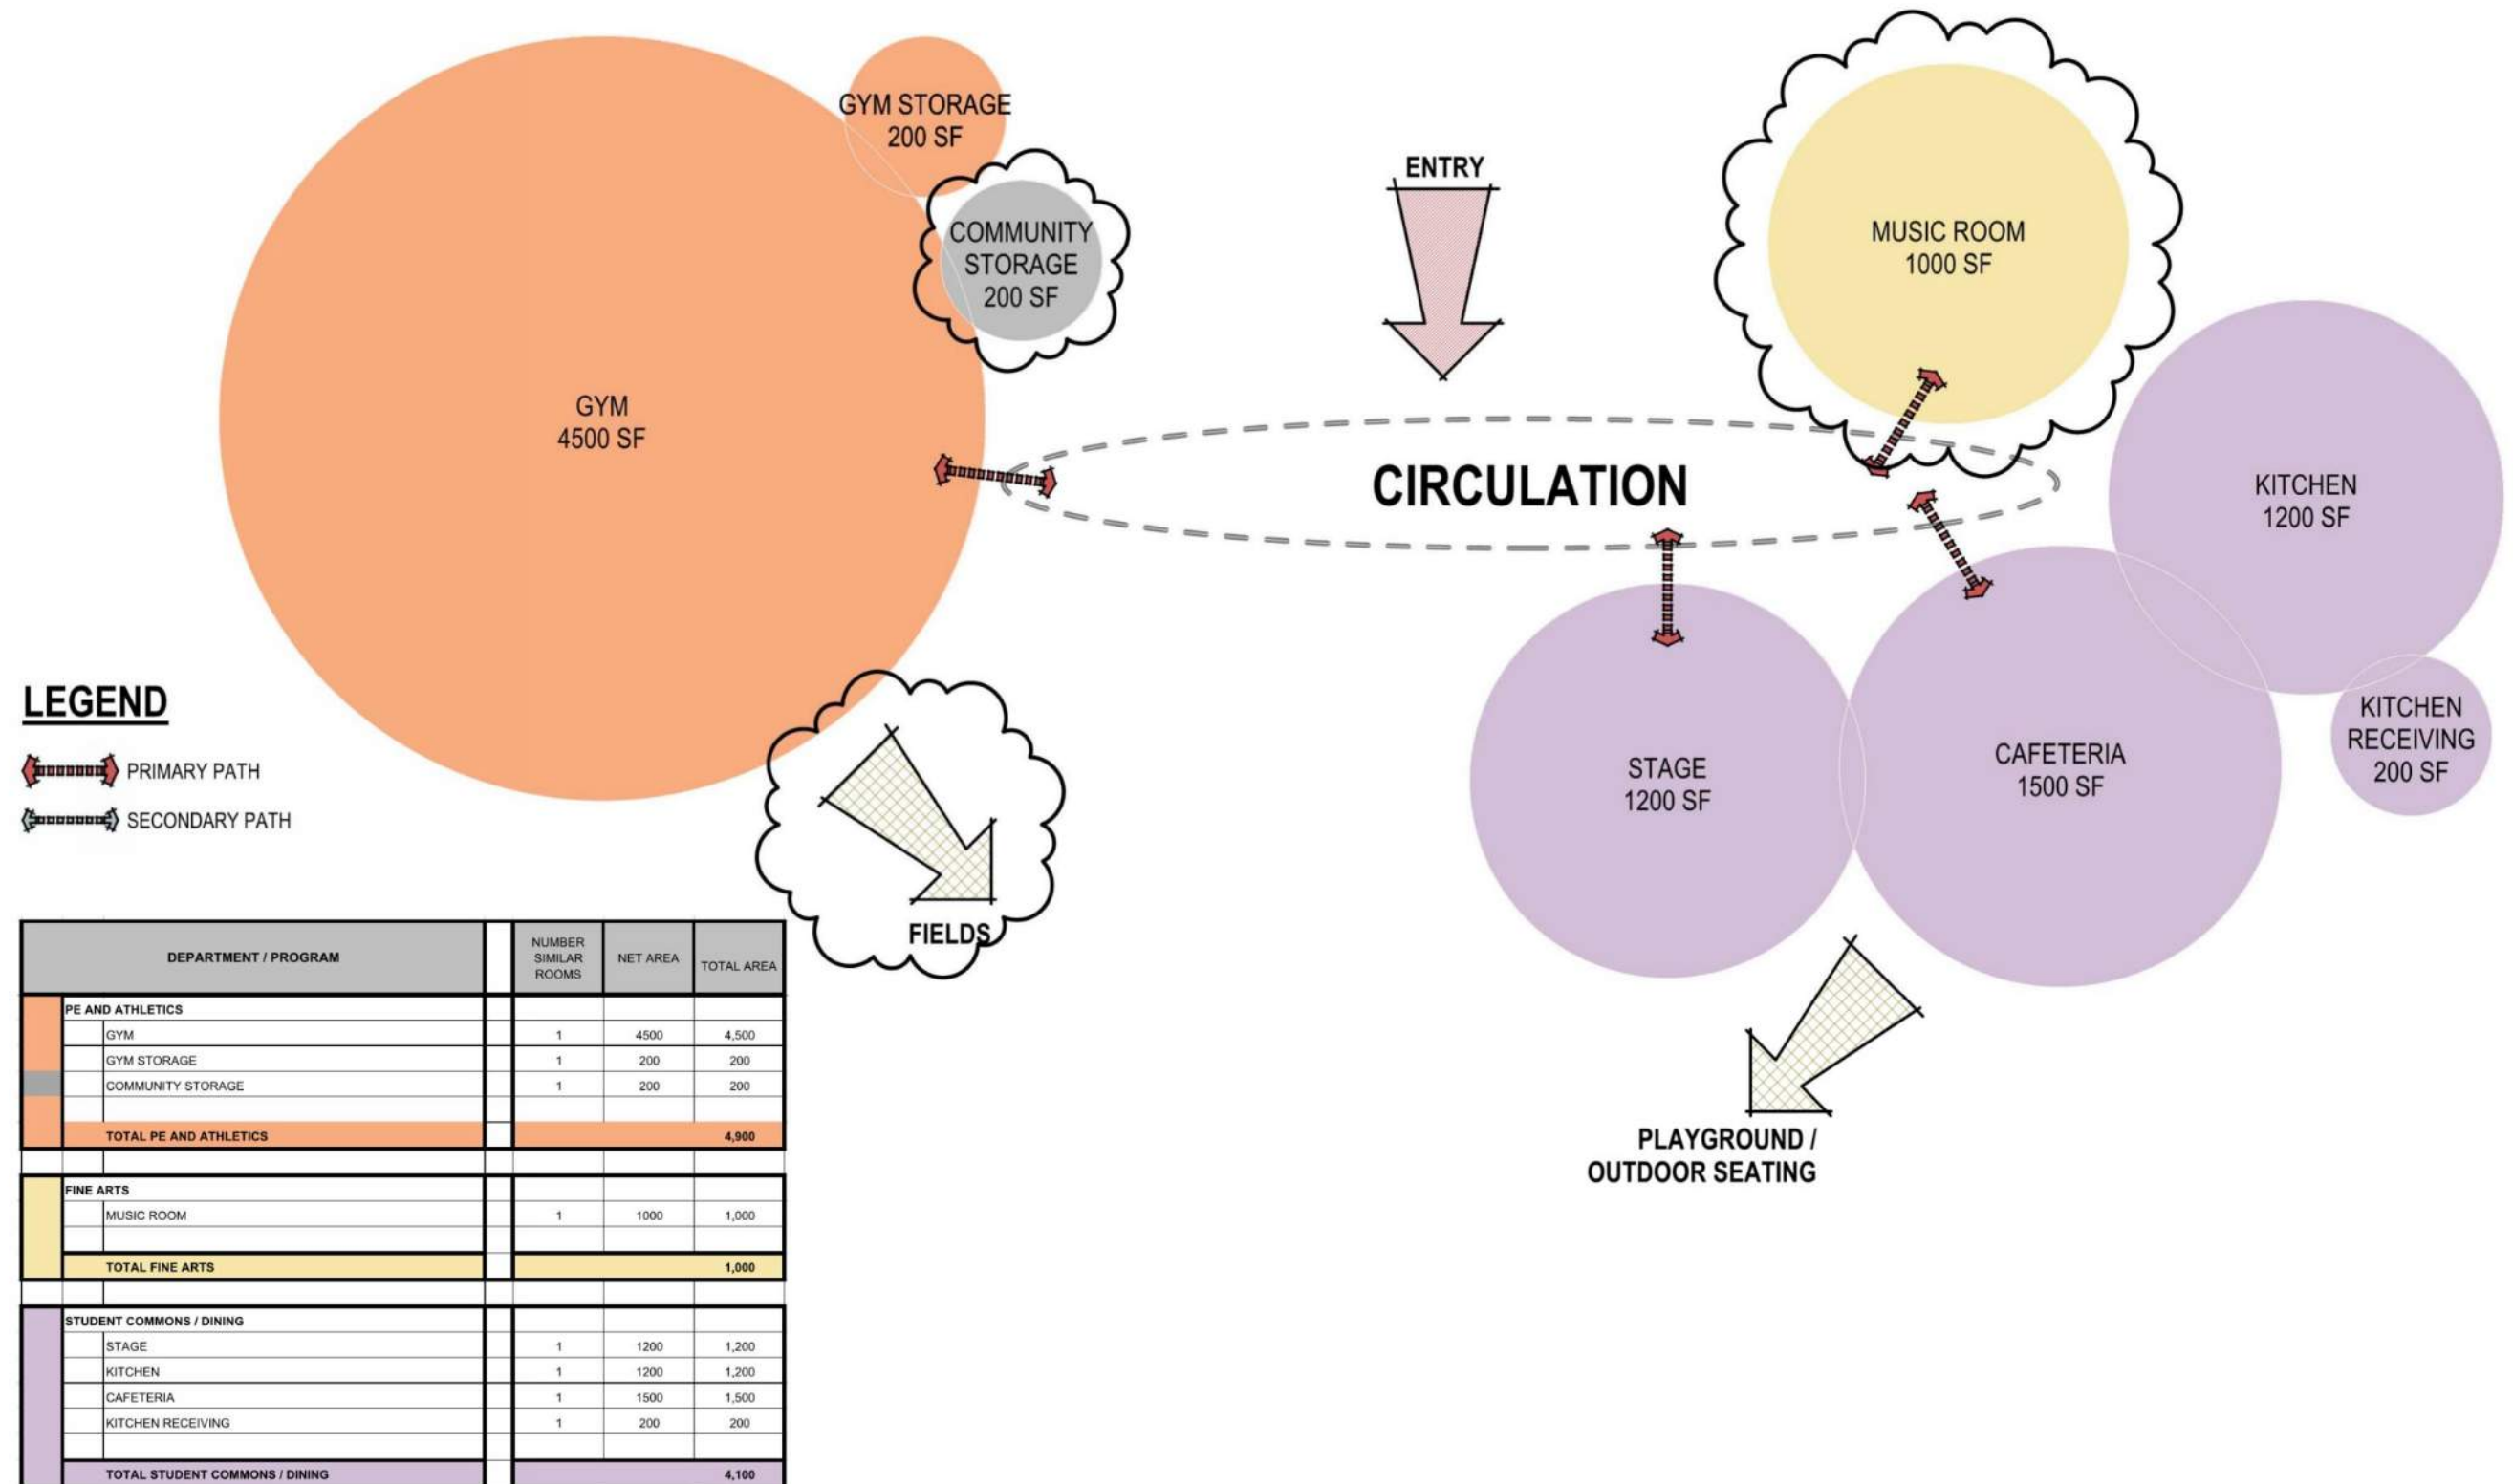 GYM STORAGE
200 SF
COMMUNITY
STORAGE
200 SF
GYM
4500 SF
ENTRY
MUSIC ROOM
1000 SF
CIRCULATION
KITCHEN
1200 SF
KITCHEN
RECEIVING
200 SF
STAGE
1200 SF
CAFETERIA
1500 SF
FIELDS
PLAYGROUND /
OUTDOOR SEATING
LEGEND
PRIMARY PATH
SECONDARY PATH
DEPARTMENT / PROGRAM NUMBER SIMILAR ROOMS NET AREA TOTAL AREA
PE AND ATHLETICS
GYM 1 4500 4,500
GYM STORAGE 1 200 200
COMMUNITY STORAGE 1 200 200
TOTAL PE AND ATHLETICS 4,900
FINE ARTS
MUSIC ROOM 1 1000 1,000
TOTAL FINE ARTS 1,000
STUDENT COMMONS / DINING
STAGE 1 1200 1,200
KITCHEN 1 1200 1,200
CAFETERIA 1 1500 1,500
KITCHEN RECEIVING 1 200 200
TOTAL STUDENT COMMONS / DINING 4,100